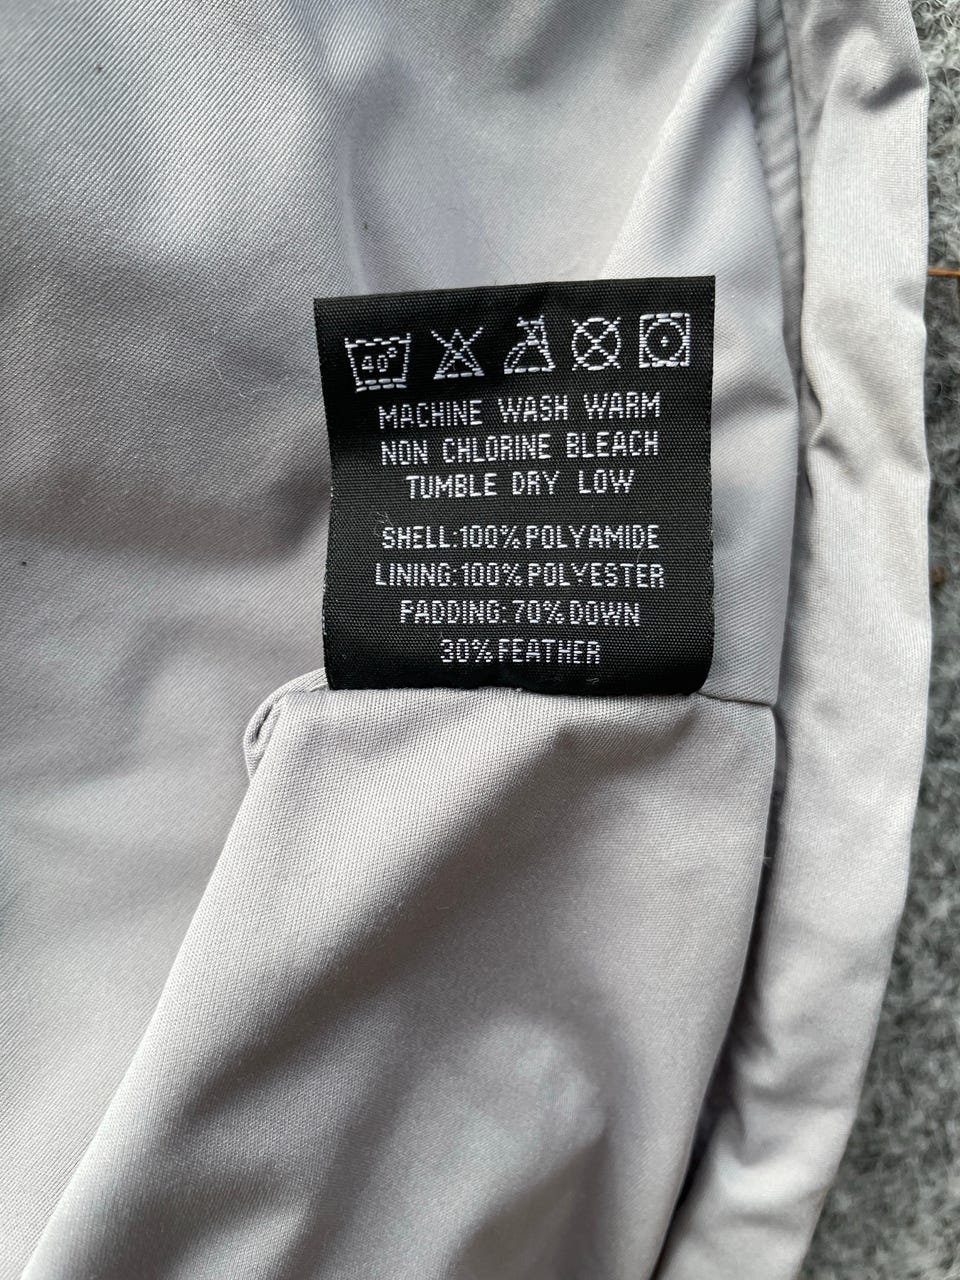 40°
MACHINE WASH WARM
NON CHLORINE BLEACH
TUMBLE DRY LOW
SHELL:100% POLYAMIDE
LINING:100% POLYESTER
PADDING:70% DOWN
30% FEATHER